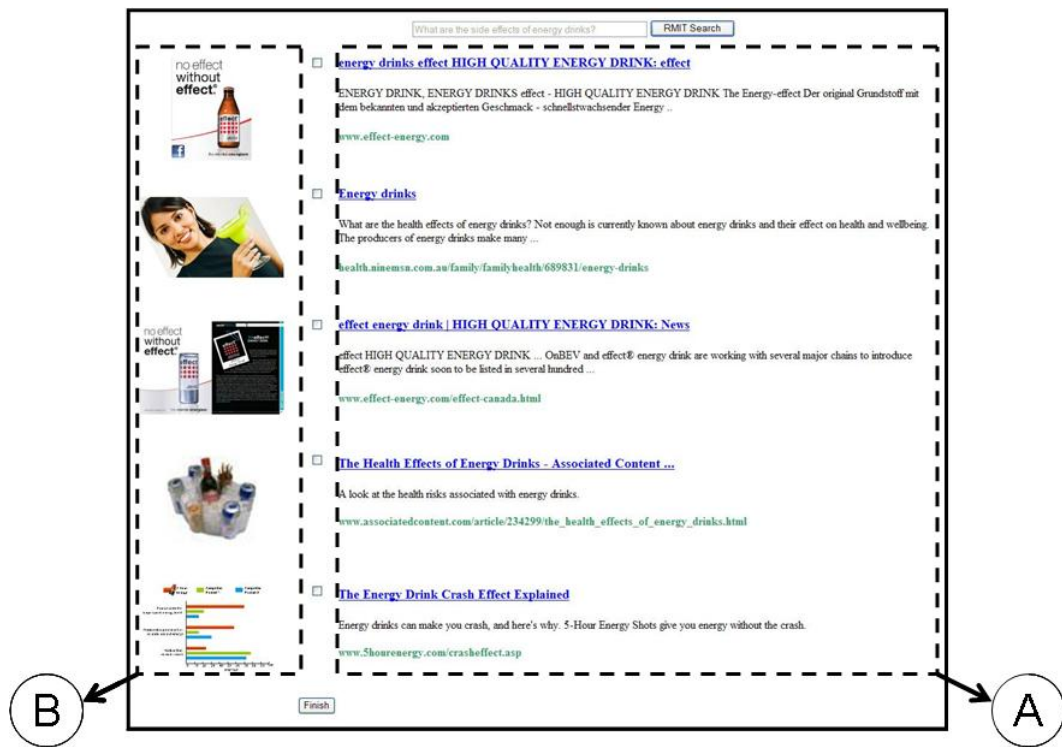 What are the side effects of energy drinks?
RMIT Search
no effect
without
effect.®
effect
energy drinks effect HIGH QUALITY ENERGY DRINK: effect
ENERGY DRINK, ENERGY DRINKS effect - HIGH QUALITY ENERGY DRINK The Energy-effect Der original Grundstoff mit
dem bekannten und akzeptierten Geschmack - schnellstwachsender Energy ..
www.effect-energy.com
Energy drinks
What are the health effects of energy drinks? Not enough is currently known about energy drinks and their effect on health and wellbeing.
The producers of energy drinks make many ...
health.ninemsn.com.au/family/familyhealth/689831/energy-drinks
no effect
without
effect.®
effect
effect energy drink | HIGH QUALITY ENERGY DRINK: News
effect HIGH QUALITY ENERGY DRINK ... OnBEV and effect® energy drink are working with several major chains to introduce
effect® energy drink soon to be listed in several hundred ...
www.effect-energy.com/effect-canada.html
The Health Effects of Energy Drinks - Associated Content ...
A look at the health risks associated with energy drinks.
www.associatedcontent.com/article/234299/the_health_effects_of_energy_drinks.html
The Energy Drink Crash Effect Explained
Energy drinks can make you crash, and here's why. 5-Hour Energy Shots give you energy without the crash.
www.5hourenergy.com/crasheffect.asp
B
Finish
A